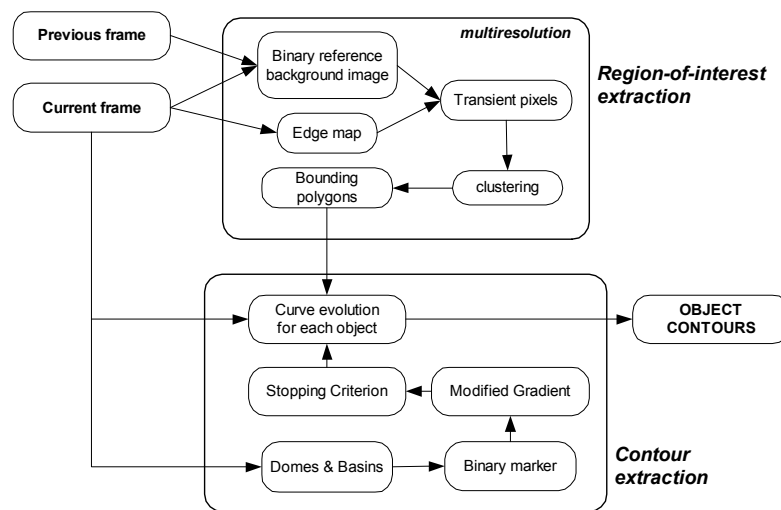 Previous frame
multiresolution
Binary reference
background image
Region-of-interest
extraction
Current frame
Transient pixels
Edge map
Bounding
polygons
clustering
Curve evolution
for each object
OBJECT
CONTOURS
Stopping Criterion
Modified Gradient
Domes & Basins
Binary marker
Contour
extraction